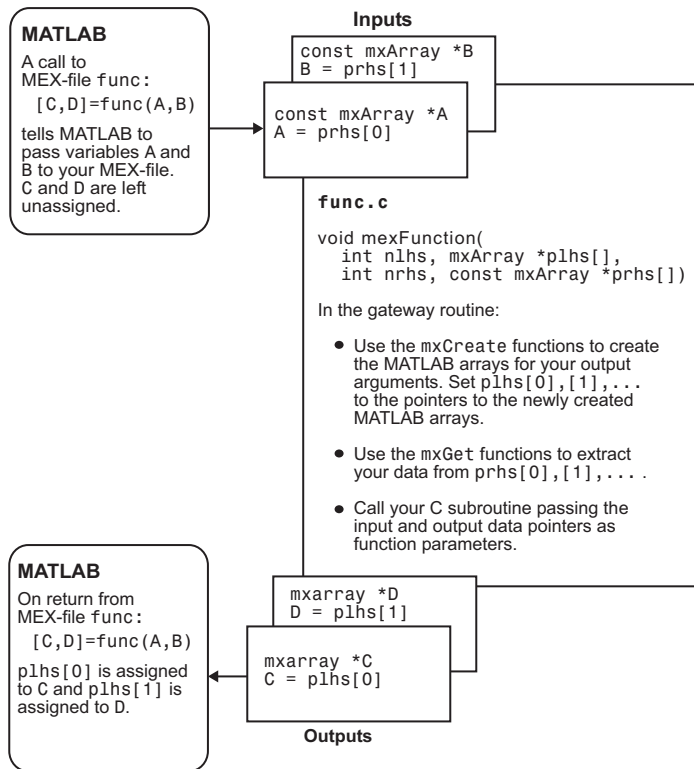 MATLAB
A call to
MEX-file func:
[C,D]=func(A,B)
tells MATLAB to
pass variables A and
B to your MEX-file.
C and D are left
unassigned.
Inputs
const mxArray *B
B = prhs[1]
const mxArray *A
A = prhs[0]
func.c
void mexFunction(
int nlhs, mxArray *plhs[],
int nrhs, const mxArray *prhs[])
In the gateway routine:
• Use the mxCreate functions to create
the MATLAB arrays for your output
arguments. Set plhs[0],[1],...
to the pointers to the newly created
MATLAB arrays.
• Use the mxGet functions to extract
your data from prhs[0],[1],... .
• Call your C subroutine passing the
input and output data pointers as
function parameters.
MATLAB
On return from
MEX-file func:
[C,D]=func(A,B)
plhs[0] is assigned
to C and plhs[1] is
assigned to D.
mxarray *D
D = plhs[1]
mxarray *C
C = plhs[0]
Outputs